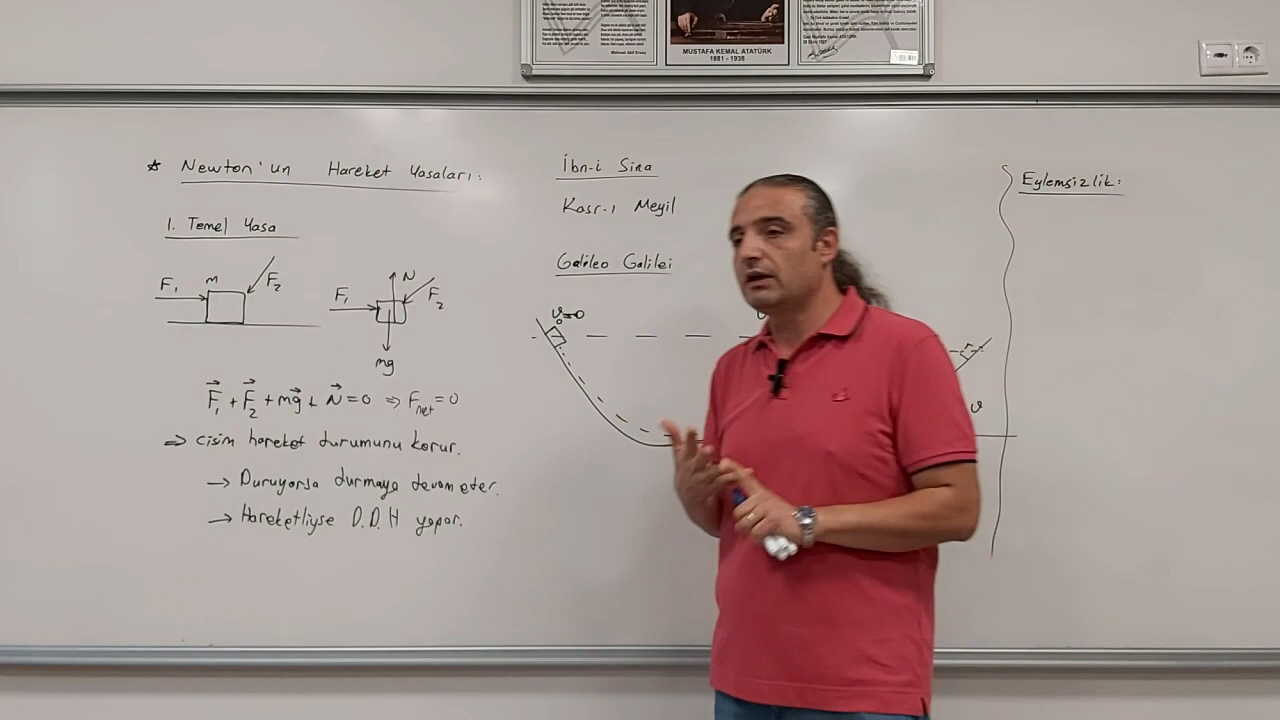 MUSTAFA KEMAL ATATÜRK
1881 - 1938
* Newton'un Hareket Yasaları:
1. Temel Yasa
F₁ m F₂
F₁ N F₂
mg
F₁ + F₂ + mg + N = 0 ⇒ Fnet = 0
⇒ cisim hareket durumunu korur.
→ Duruyorsa durmaya devam eder.
→ Hareketliyse D.D.H yapar.
İbn-i Sina
Kasr-ı Meyil
Galileo Galilei
v₀=0
v
Eylemsizlik: